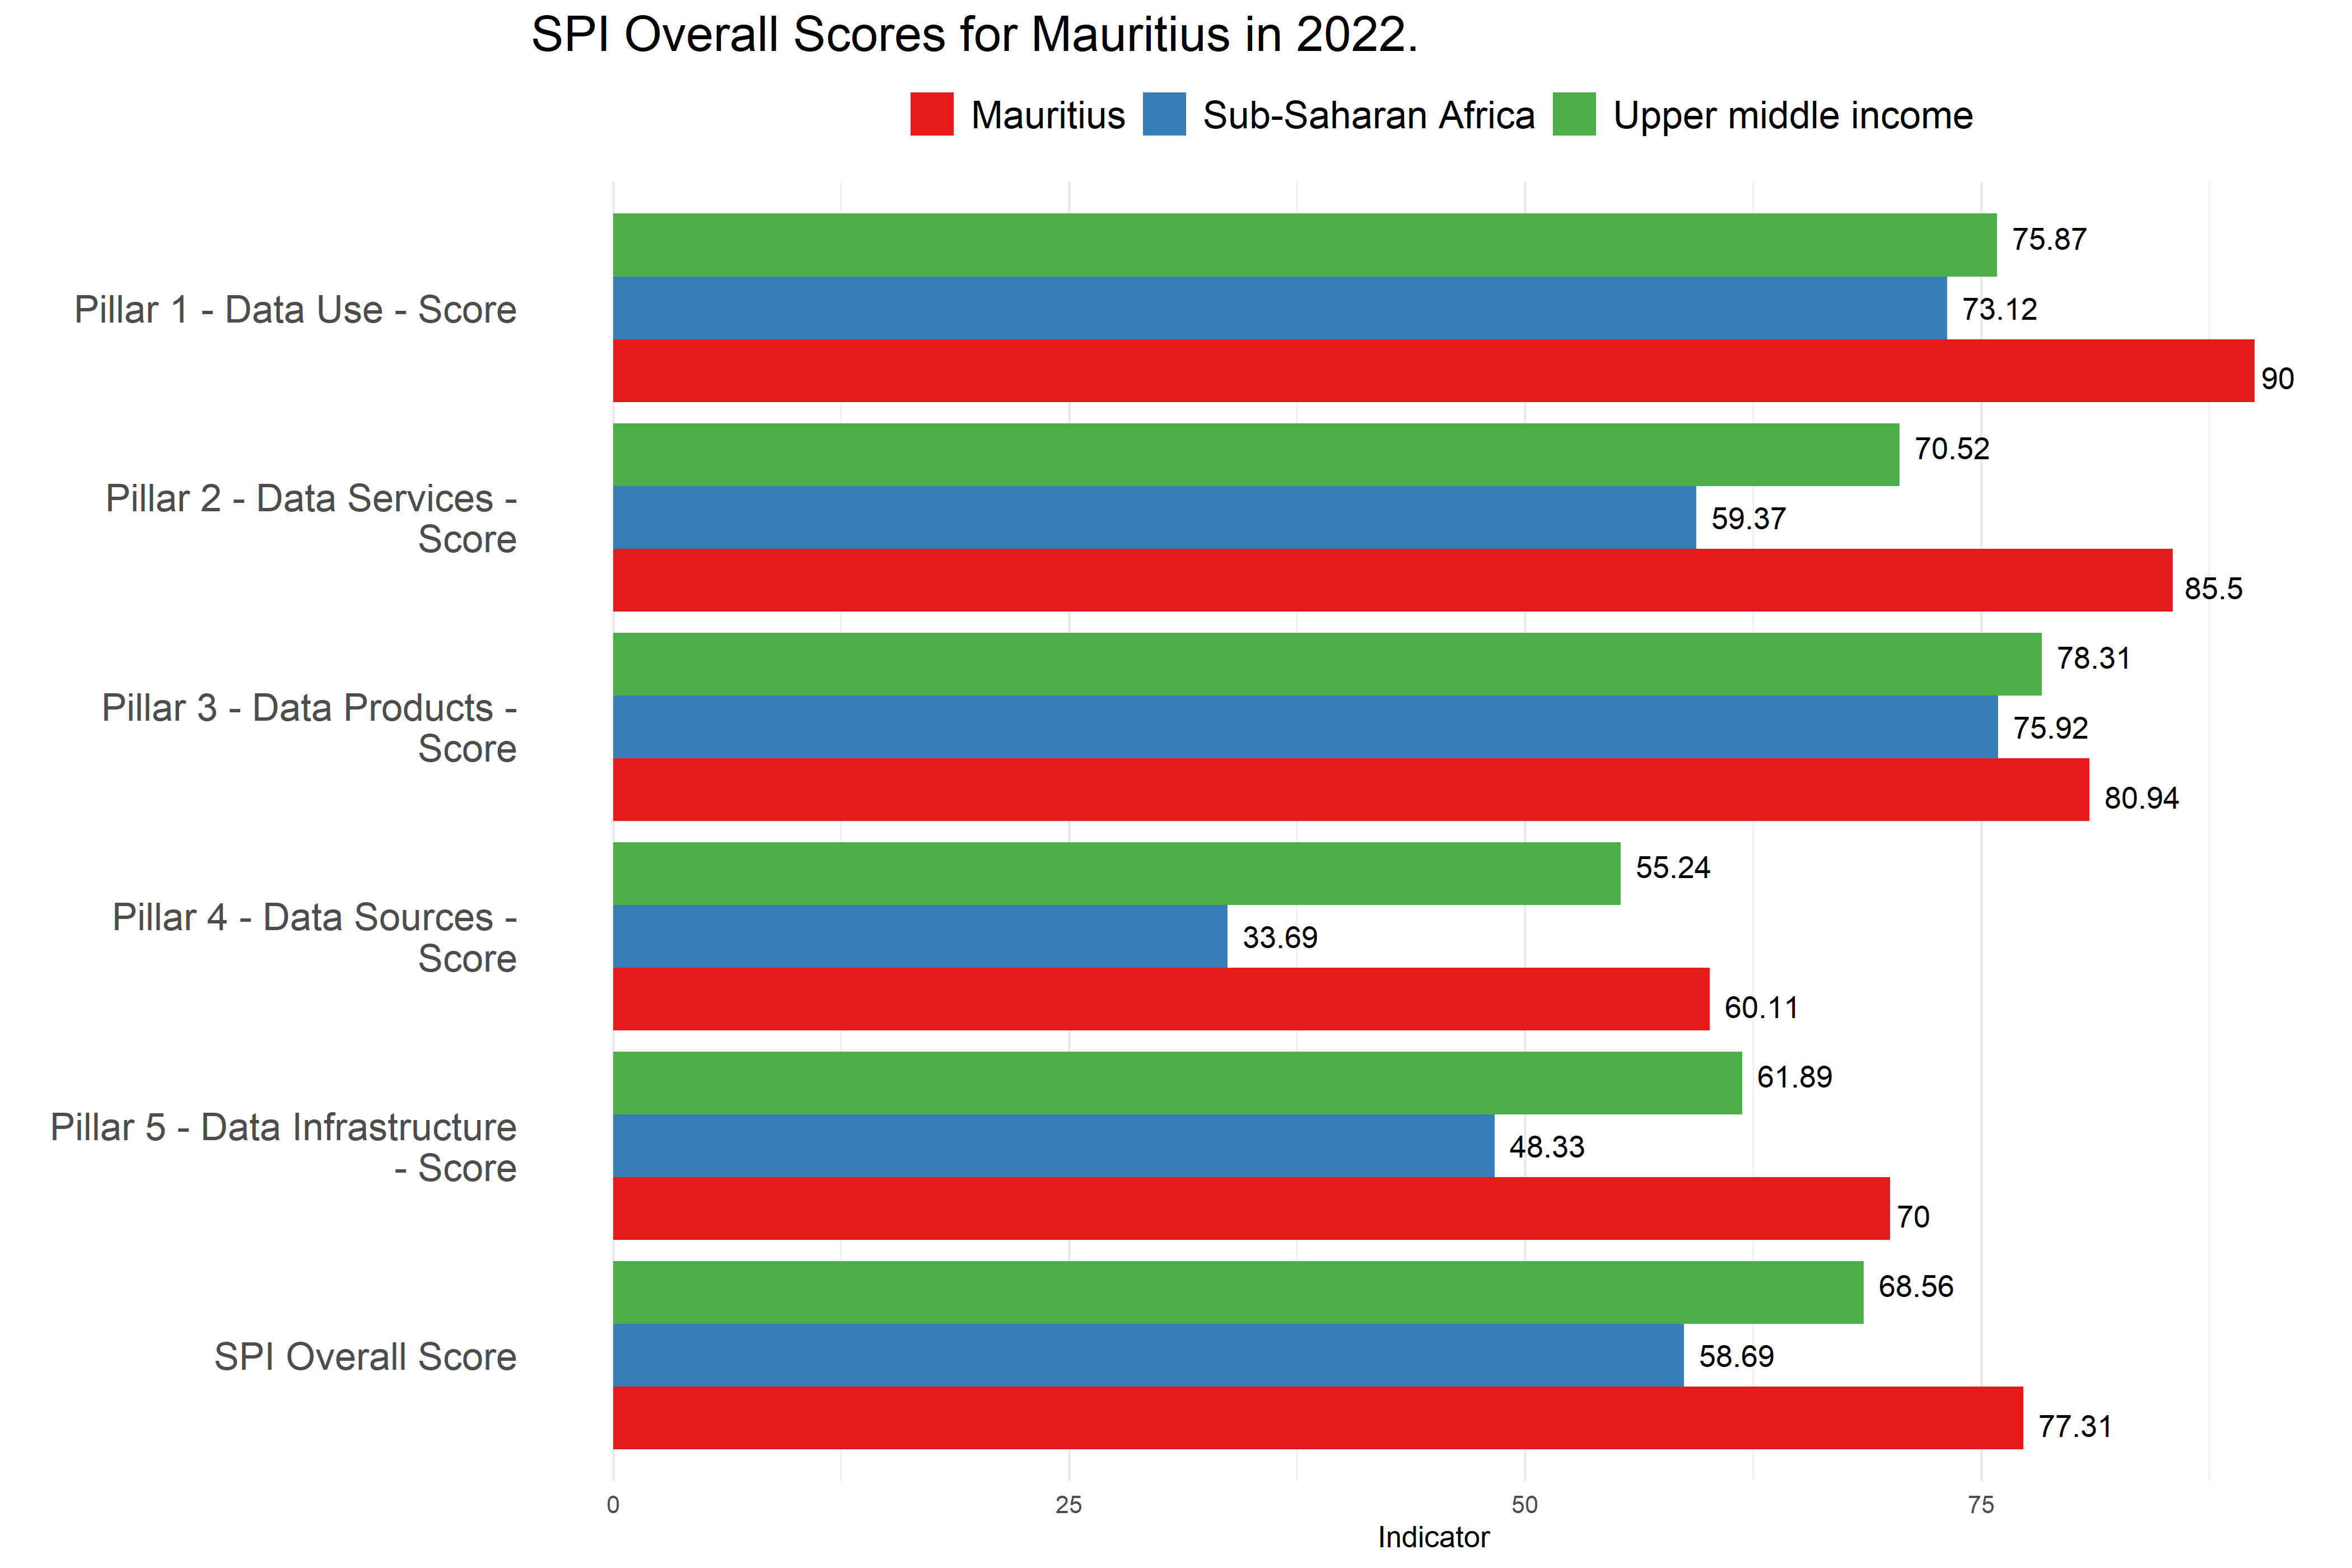 SPI Overall Scores for Mauritius in 2022.
Mauritius Sub-Saharan Africa Upper middle income
Pillar 1 - Data Use - Score
75.87
73.12
90
Pillar 2 - Data Services -
Score
70.52
59.37
85.5
Pillar 3 - Data Products -
Score
78.31
75.92
80.94
Pillar 4 - Data Sources -
Score
55.24
33.69
60.11
Pillar 5 - Data Infrastructure
- Score
61.89
48.33
70
SPI Overall Score
68.56
58.69
77.31
0 25 50 75
Indicator